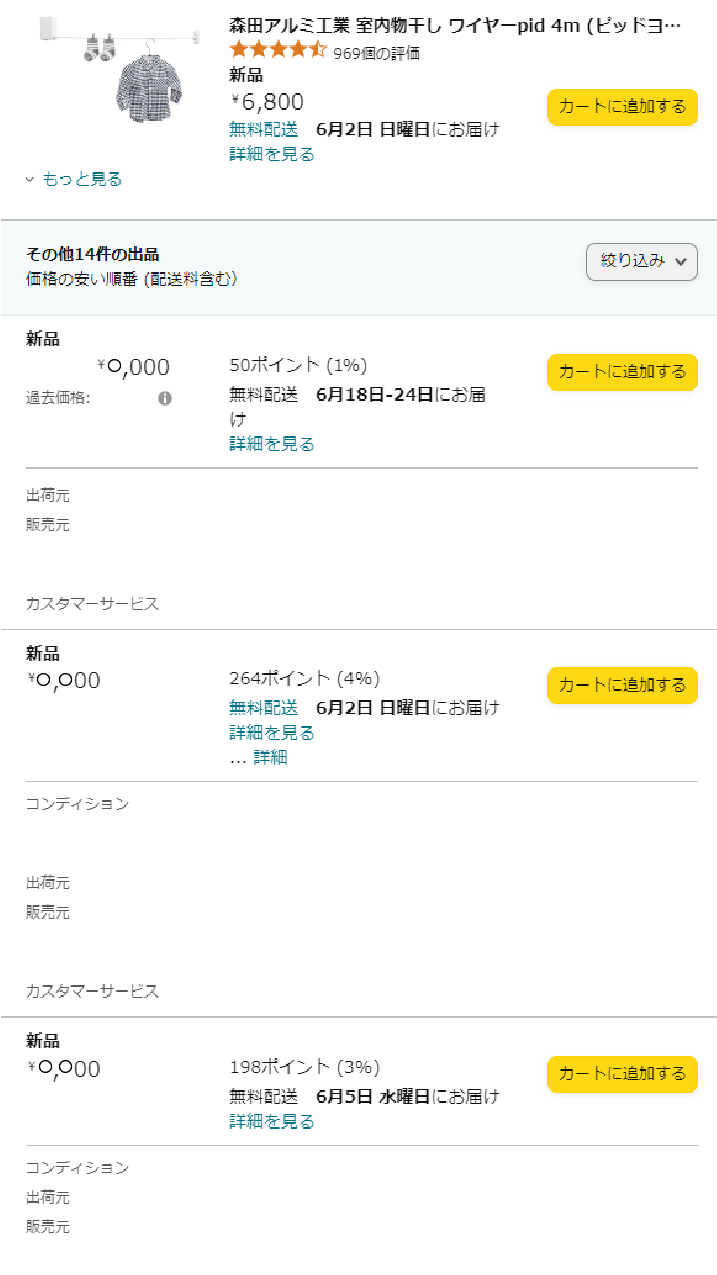 森田アルミ工業 室内物干し ワイヤーpid 4m (ピッドヨ…
969個の評価
新品
¥6,800
カートに追加する
無料配送 6月2日 日曜日にお届け
詳細を見る
もっと見る
その他14件の出品
価格の安い順番 (配送料含む)
絞り込み
新品
¥〇,000
過去価格:
50ポイント (1%)
無料配送 6月18日-24日にお届
け
詳細を見る
カートに追加する
出荷元
販売元
カスタマーサービス
新品
¥〇,〇00
264ポイント (4%)
無料配送 6月2日 日曜日にお届け
詳細を見る
… 詳細
カートに追加する
コンディション
出荷元
販売元
カスタマーサービス
新品
¥〇,〇00
198ポイント (3%)
無料配送 6月5日 水曜日にお届け
詳細を見る
カートに追加する
コンディション
出荷元
販売元